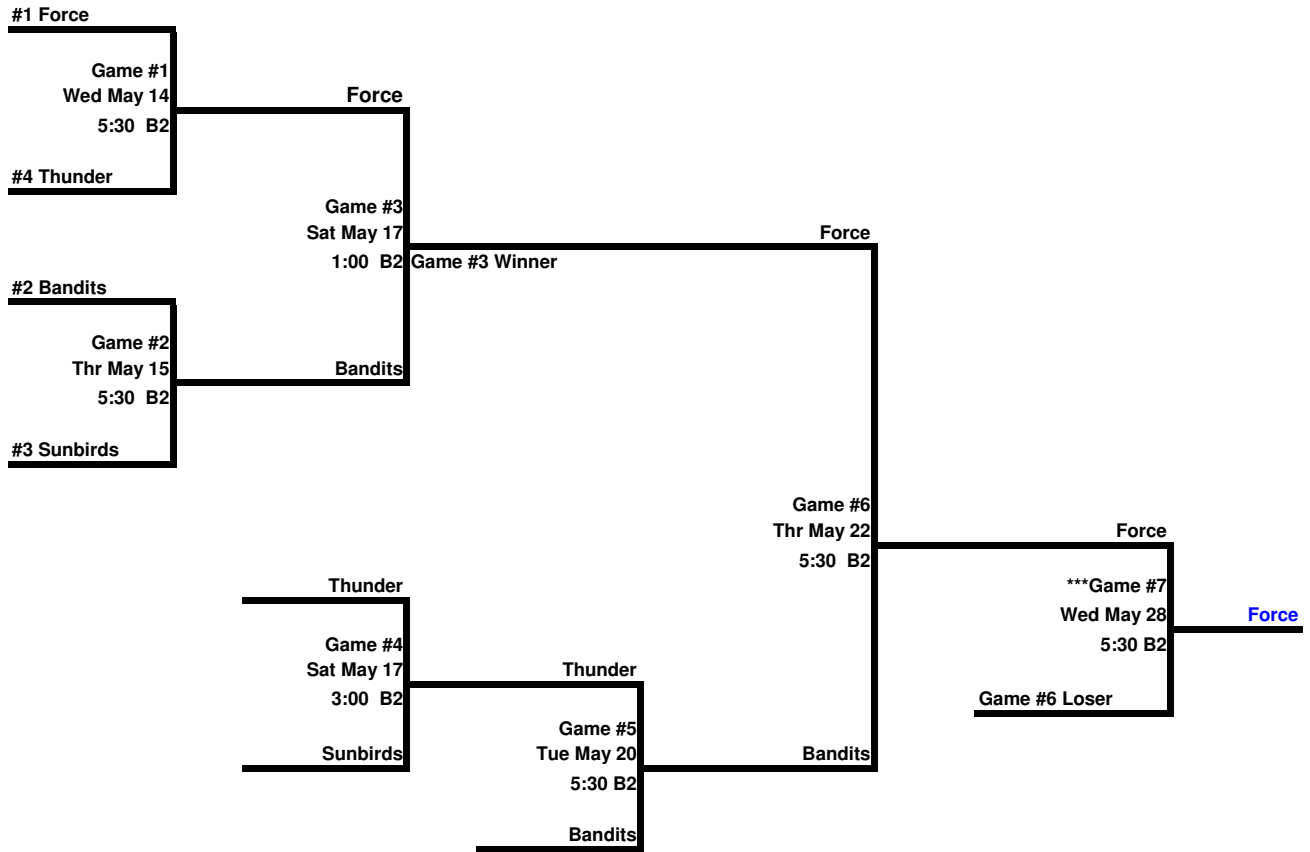 #1 Force
Game #1
Wed May 14
5:30 B2
#4 Thunder
Force
Game #3
Sat May 17
1:00 B2
Game #3 Winner
#2 Bandits
Game #2
Thr May 15
5:30 B2
#3 Sunbirds
Bandits
Force
Game #6
Thr May 22
5:30 B2
Thunder
Game #4
Sat May 17
3:00 B2
Sunbirds
Thunder
Game #5
Tue May 20
5:30 B2
Bandits
Bandits
Force
***Game #7
Wed May 28
5:30 B2
Game #6 Loser
Force